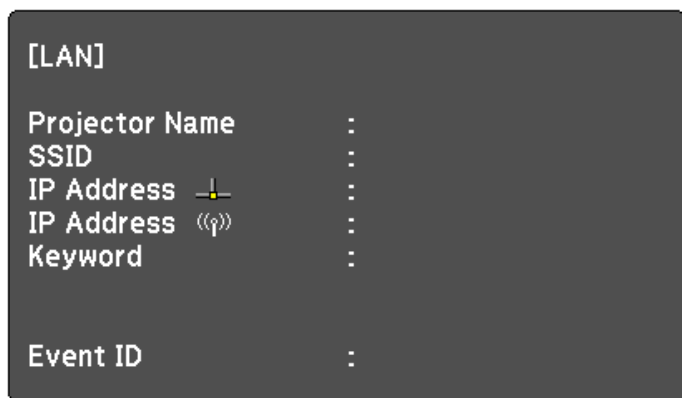 [LAN]
Projector Name :
SSID :
IP Address :
IP Address :
Keyword :
Event ID :